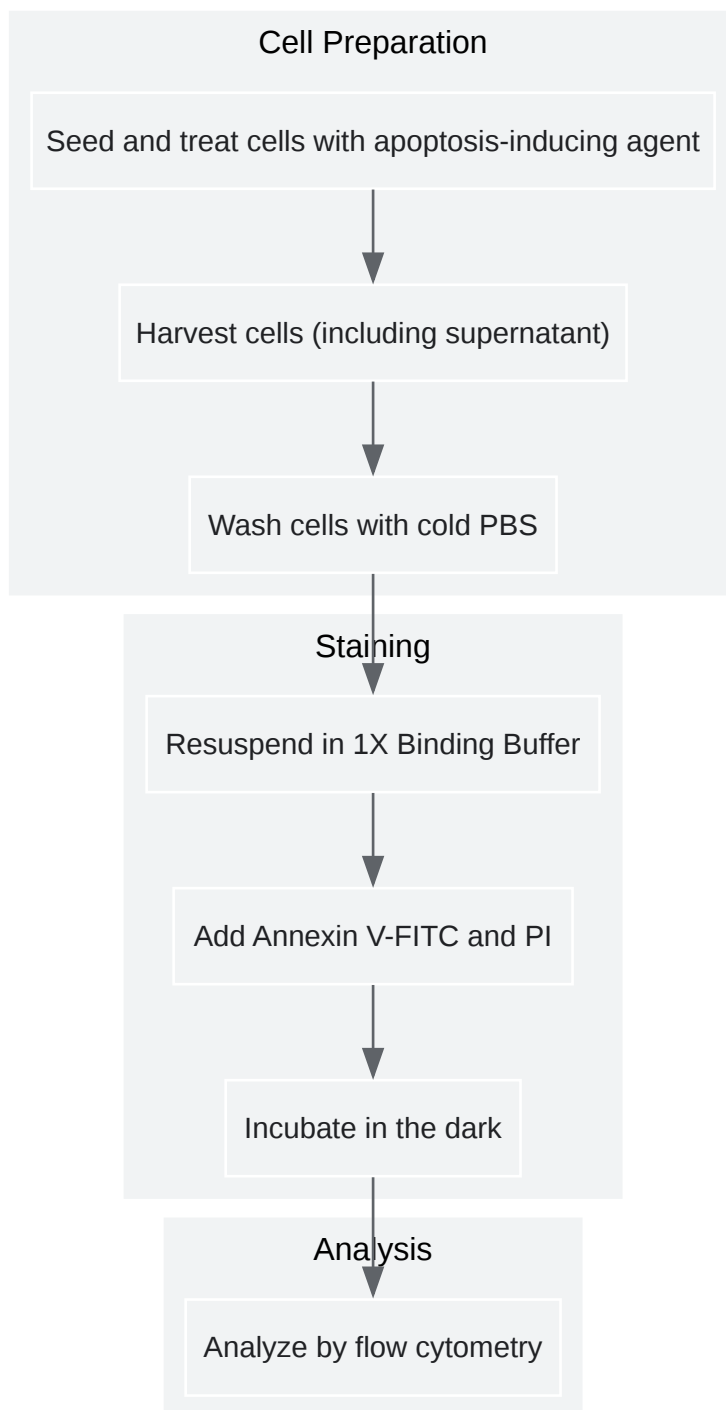 Cell Preparation
Seed and treat cells with apoptosis-inducing agent
Harvest cells (including supernatant)
Wash cells with cold PBS
Staining
Resuspend in 1X Binding Buffer
Add Annexin V-FITC and PI
Incubate in the dark
Analysis
Analyze by flow cytometry